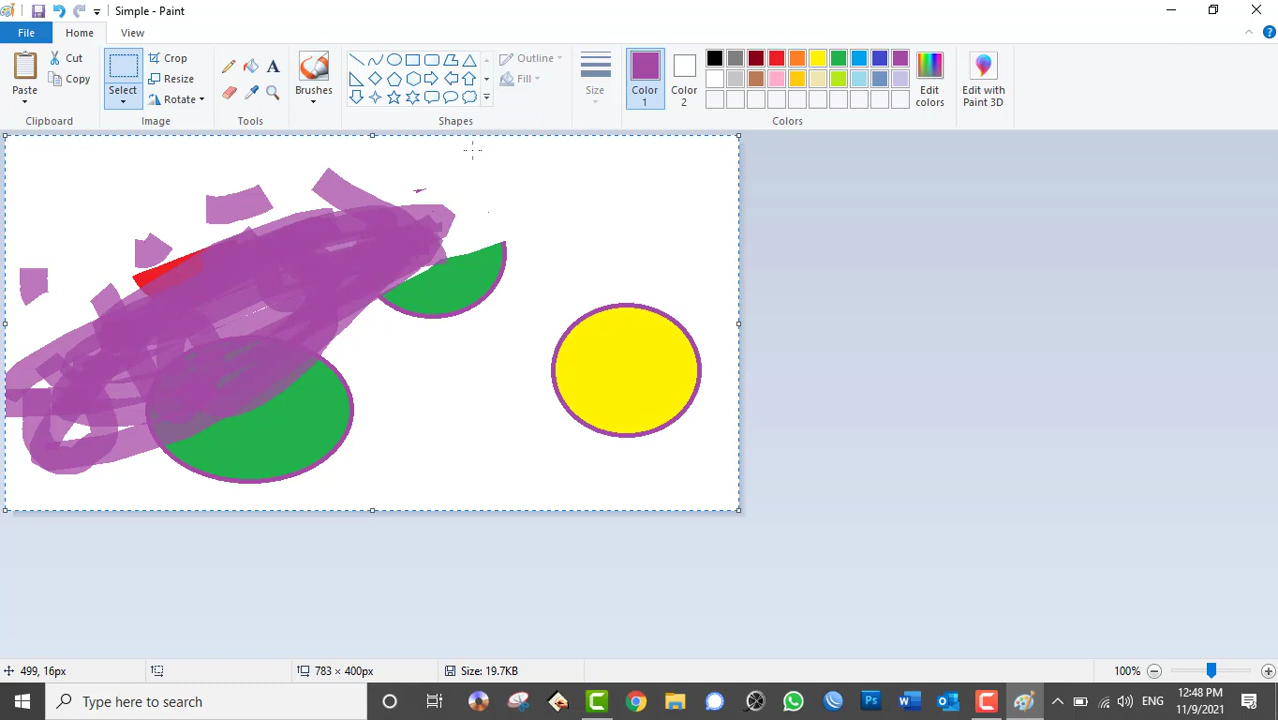 Simple - Paint
File
Home
View
Paste
Cut
Copy
Clipboard
Select
Crop
Resize
Rotate
Image
A
Tools
Brushes
Outline
Fill
Shapes
Size
Color
1
Color
2
Edit
colors
Colors
Edit with
Paint 3D
499, 16px
783 × 400px
Size: 19.7KB
100%
Type here to search
C
Ps
W
C
ENG
12:48 PM
11/9/2021